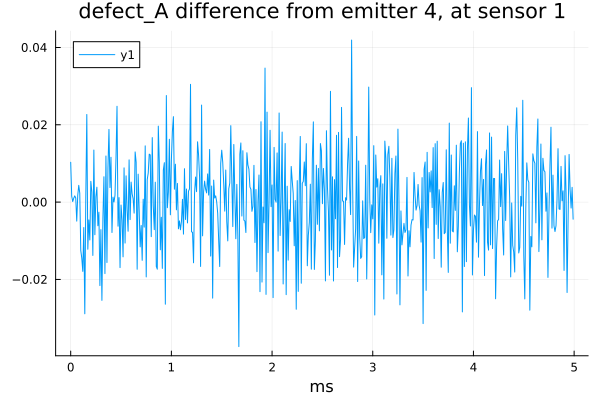 defect_A difference from emitter 4, at sensor 1
y1
0.04
0.02
0.00
−0.02
0 1 2 3 4 5
ms